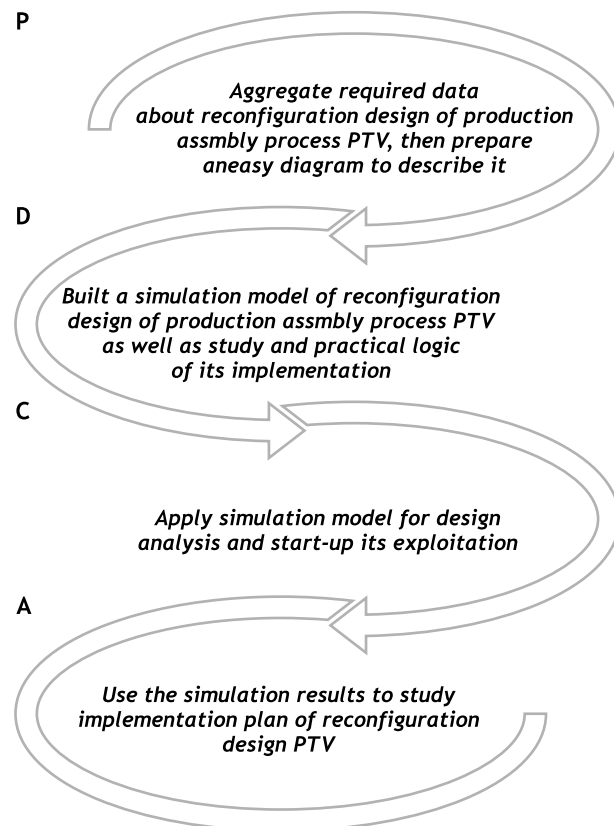 P
Aggregate required data
about reconfiguration design of production
assmbly process PTV, then prepare
aneasy diagram to describe it
D
Built a simulation model of reconfiguration
design of production assmbly process PTV
as well as study and practical logic
of its implementation
C
Apply simulation model for design
analysis and start-up its exploitation
A
Use the simulation results to study
implementation plan of reconfiguration
design PTV